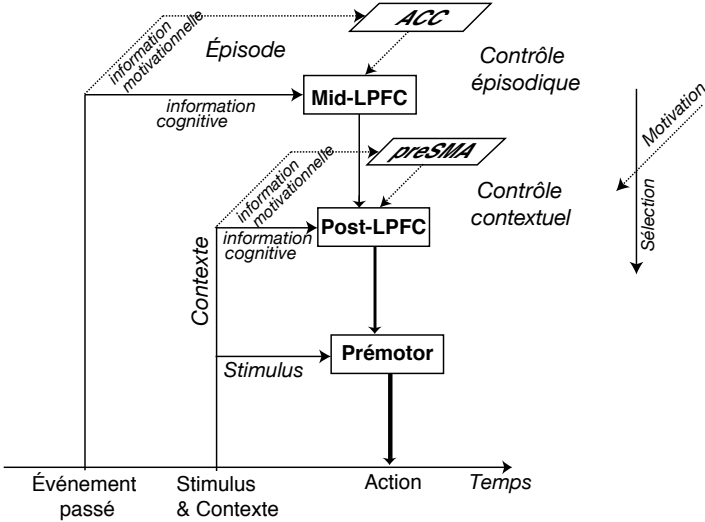 ACC
information
motivationnelle
Épisode
Contrôle
épisodique
Mid-LPFC
information
cognitive
Motivation
preSMA
information
motivationnelle
Contrôle
contextuel
Sélection
Post-LPFC
information
cognitive
Contexte
Prémotor
Stimulus
Événement
passé
Stimulus
& Contexte
Action
Temps